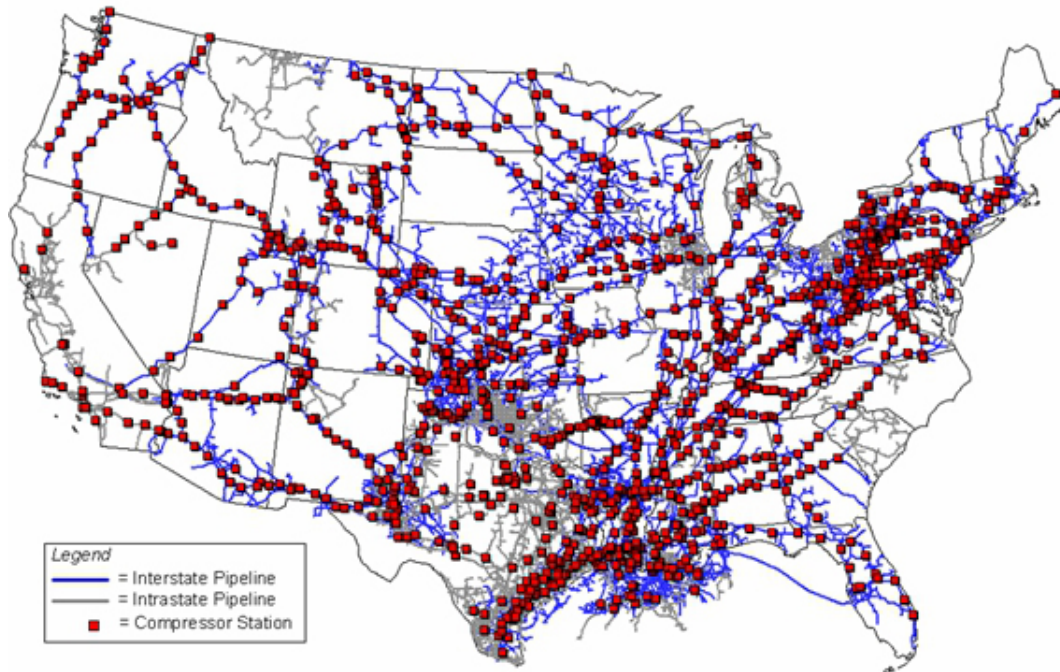 Legend
= Interstate Pipeline
= Intrastate Pipeline
= Compressor Station